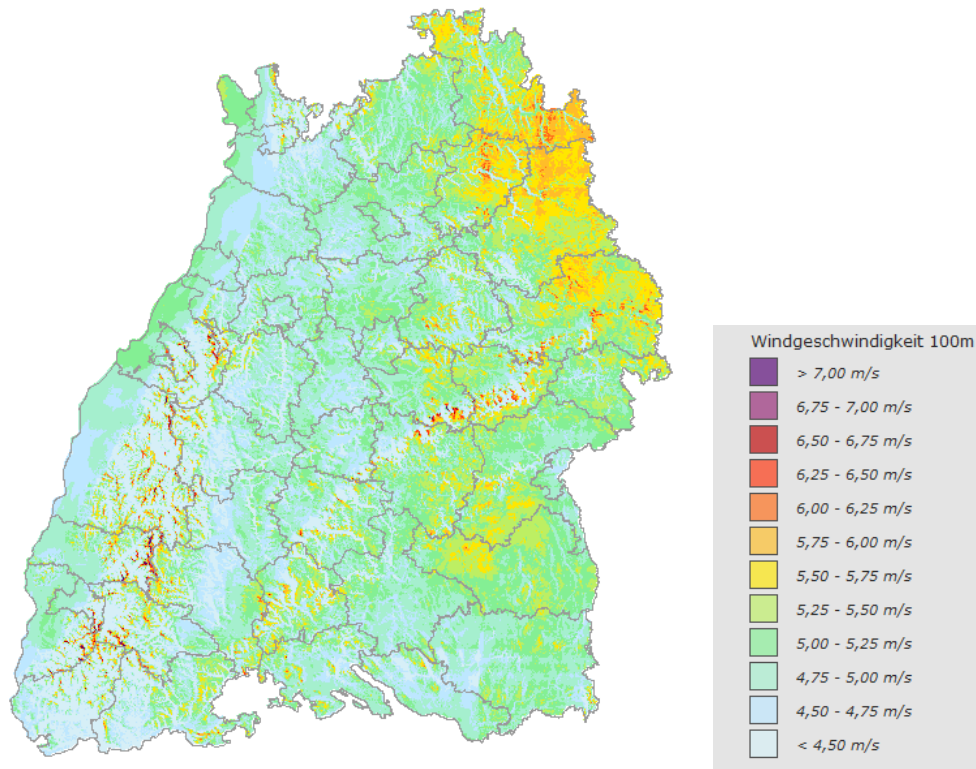 Windgeschwindigkeit 100m
> 7,00 m/s
6,75 - 7,00 m/s
6,50 - 6,75 m/s
6,25 - 6,50 m/s
6,00 - 6,25 m/s
5,75 - 6,00 m/s
5,50 - 5,75 m/s
5,25 - 5,50 m/s
5,00 - 5,25 m/s
4,75 - 5,00 m/s
4,50 - 4,75 m/s
< 4,50 m/s